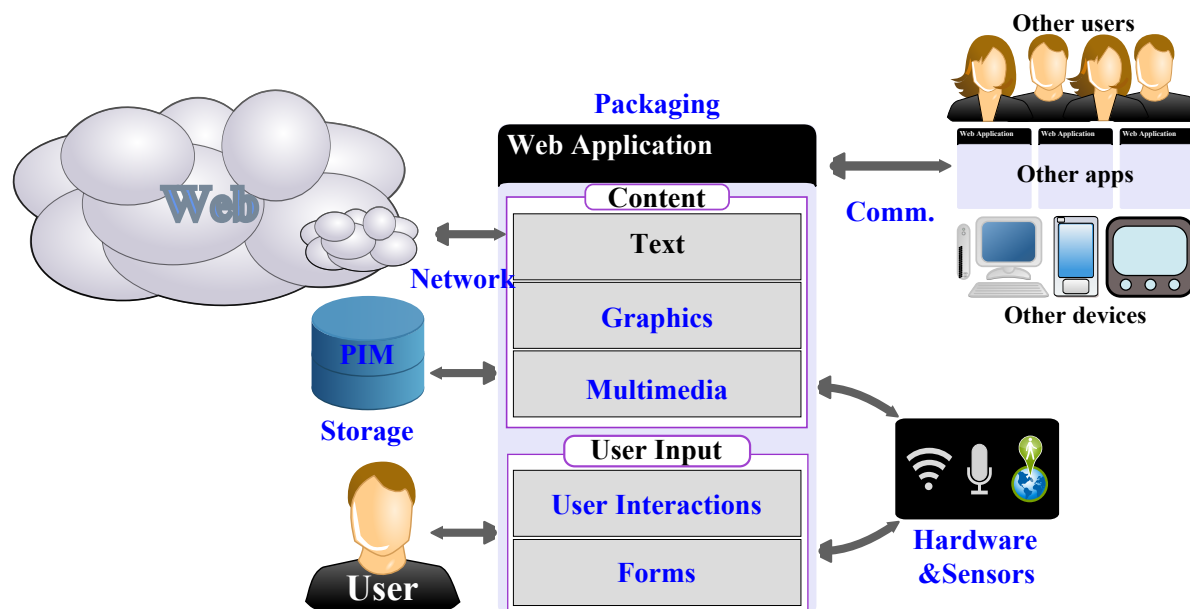 Other users
Packaging
Web Application
Web Application
Web Application
Web Application
Other apps
Content
Comm.
Web
Text
Network
Other devices
Graphics
PIM
Multimedia
Storage
User Input
User Interactions
Hardware
&Sensors
Forms
User